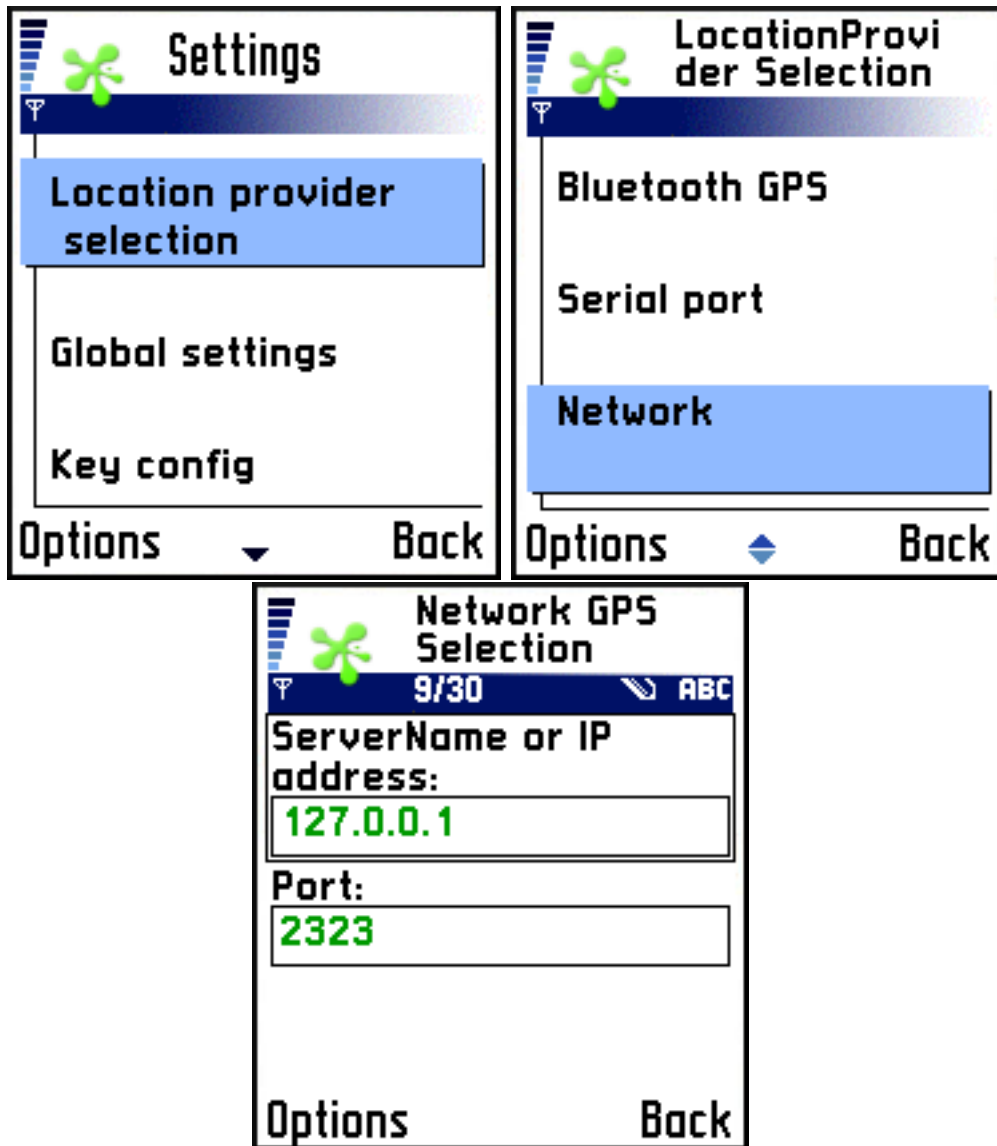 Settings
Location provider
selection
Global settings
Key config
Options
Back
LocationProvi
der Selection
Bluetooth GPS
Serial port
Network
Options
Back
Network GPS
Selection
9/30
ABC
ServerName or IP
address:
127.0.0.1
Port:
2323
Options
Back